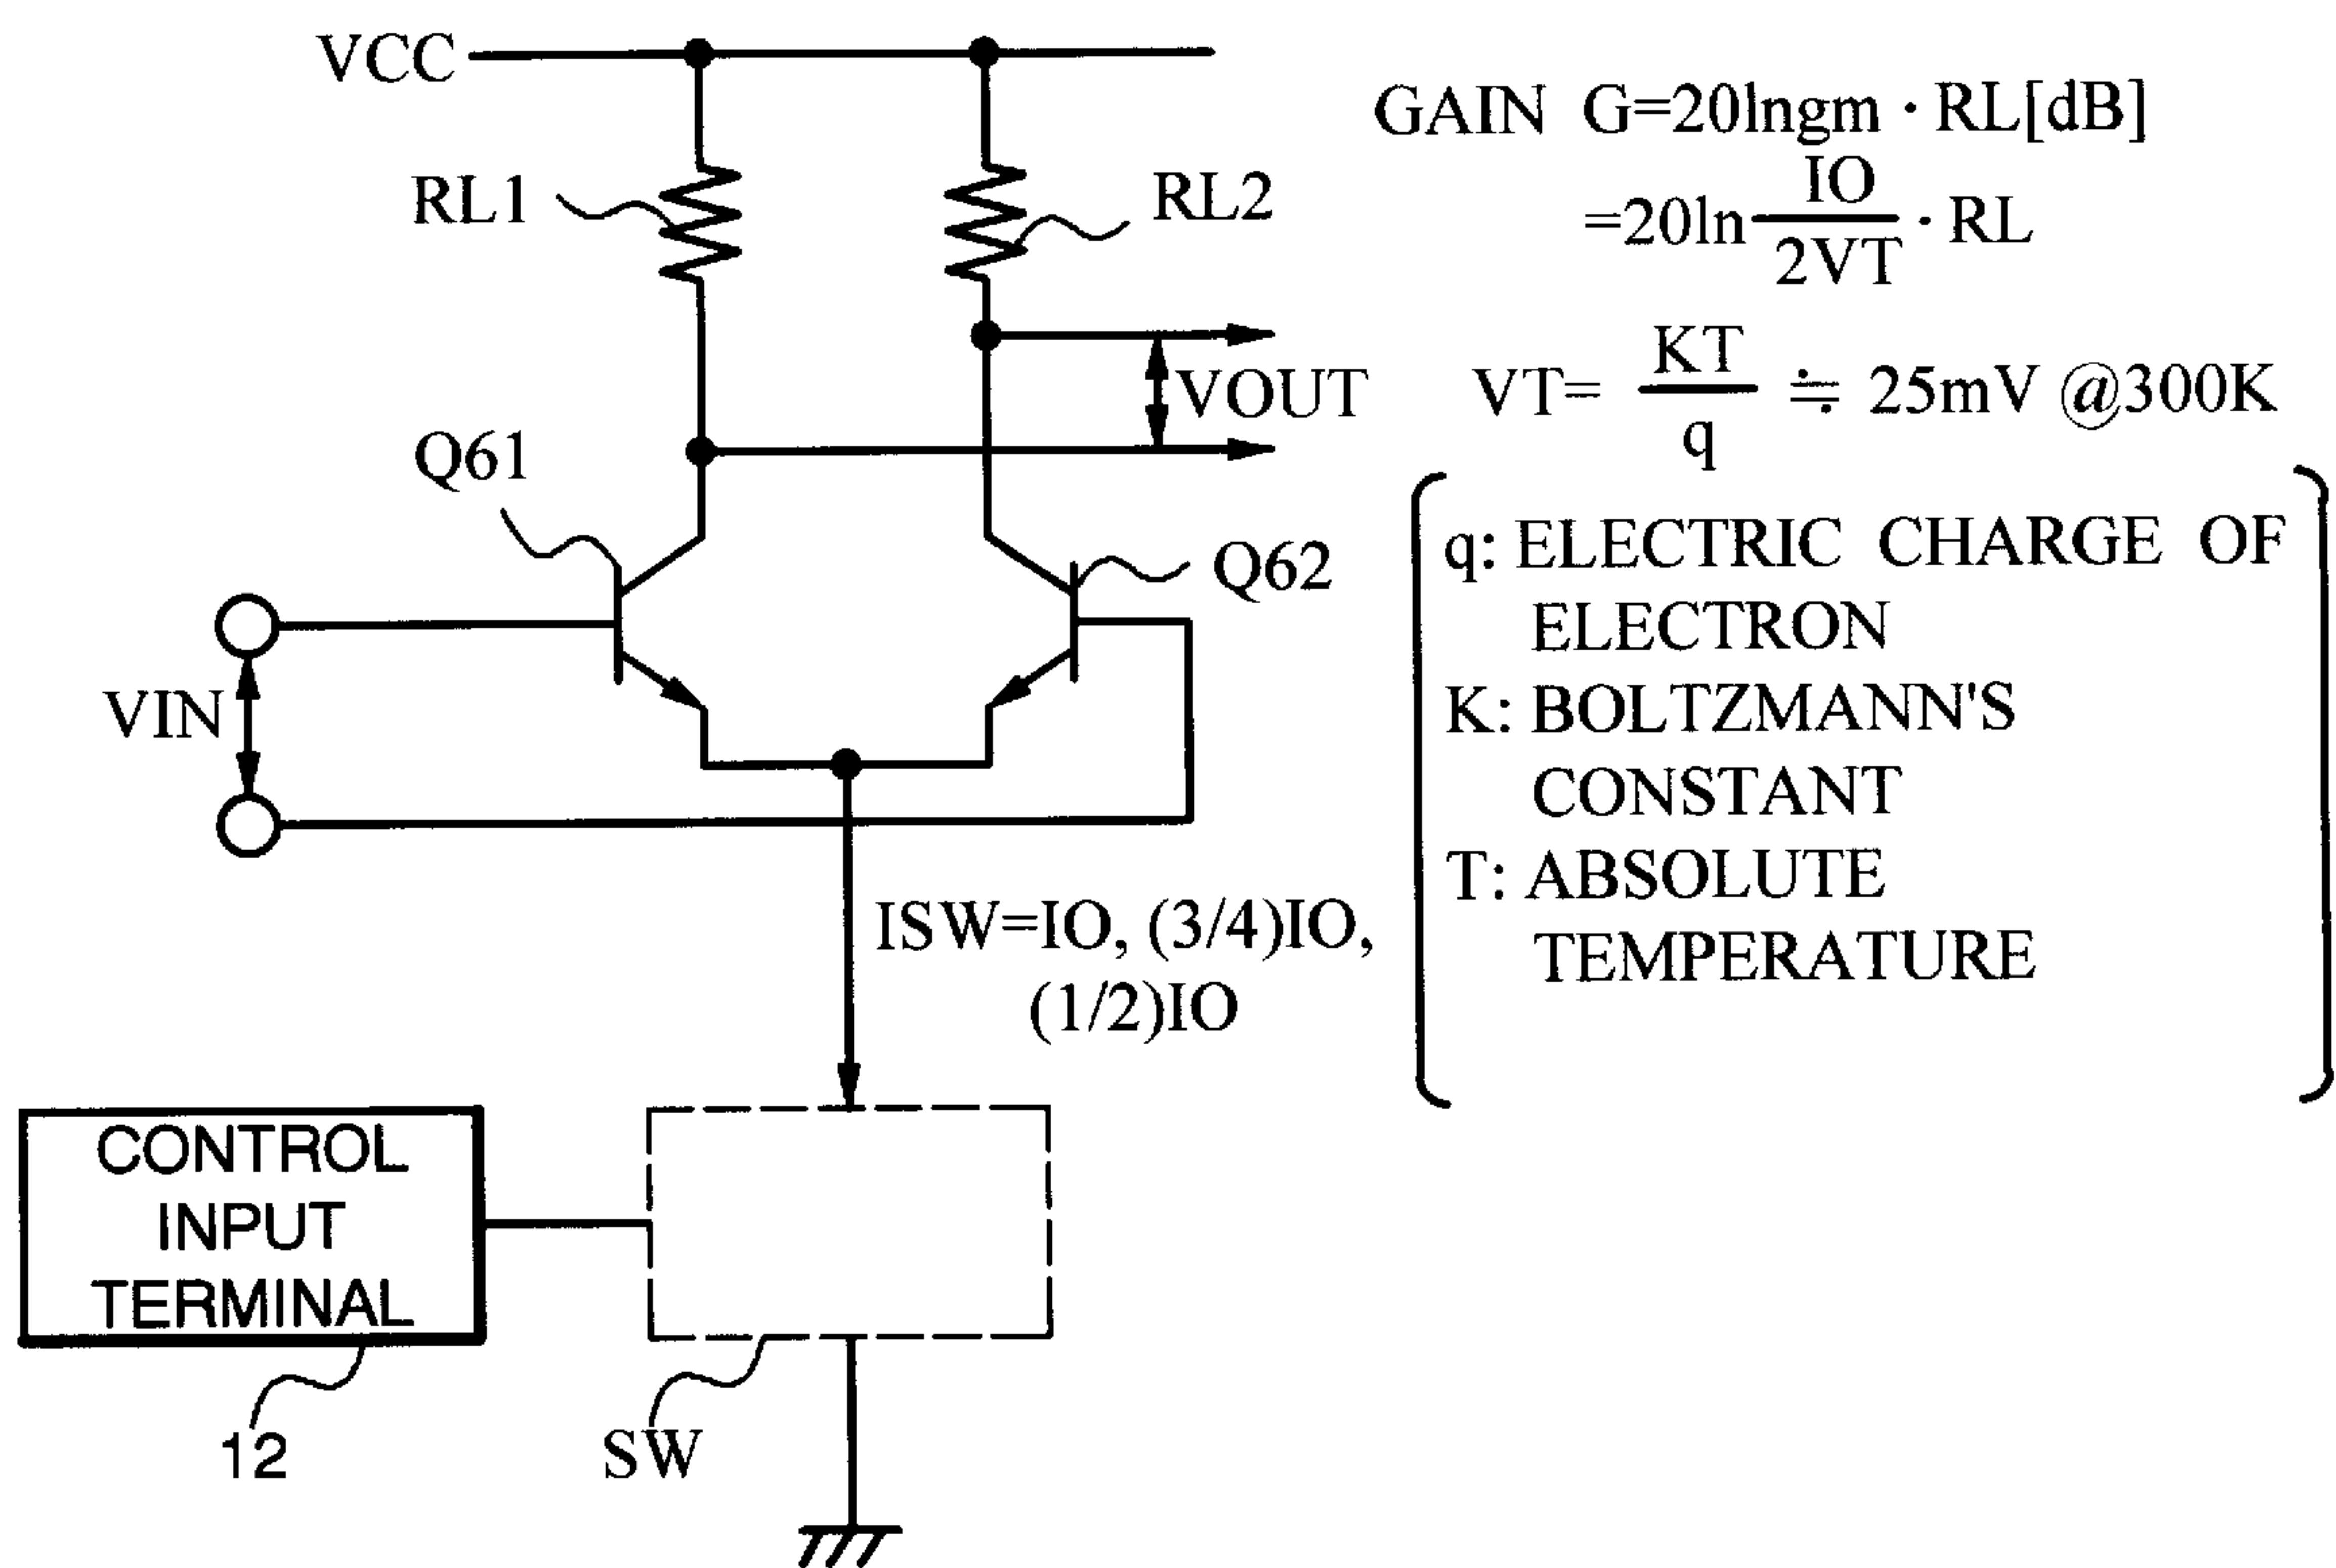 VCC
GAIN G=20lngm · RL[dB]
=20ln IO/2VT · RL
RL1
RL2
VOUT
VT= KT/q ≒ 25mV @300K
Q61
Q62
q: ELECTRIC CHARGE OF
ELECTRON
K: BOLTZMANN'S
CONSTANT
T: ABSOLUTE
TEMPERATURE
VIN
ISW=IO, (3/4)IO,
(1/2)IO
CONTROL
INPUT
TERMINAL
12
SW